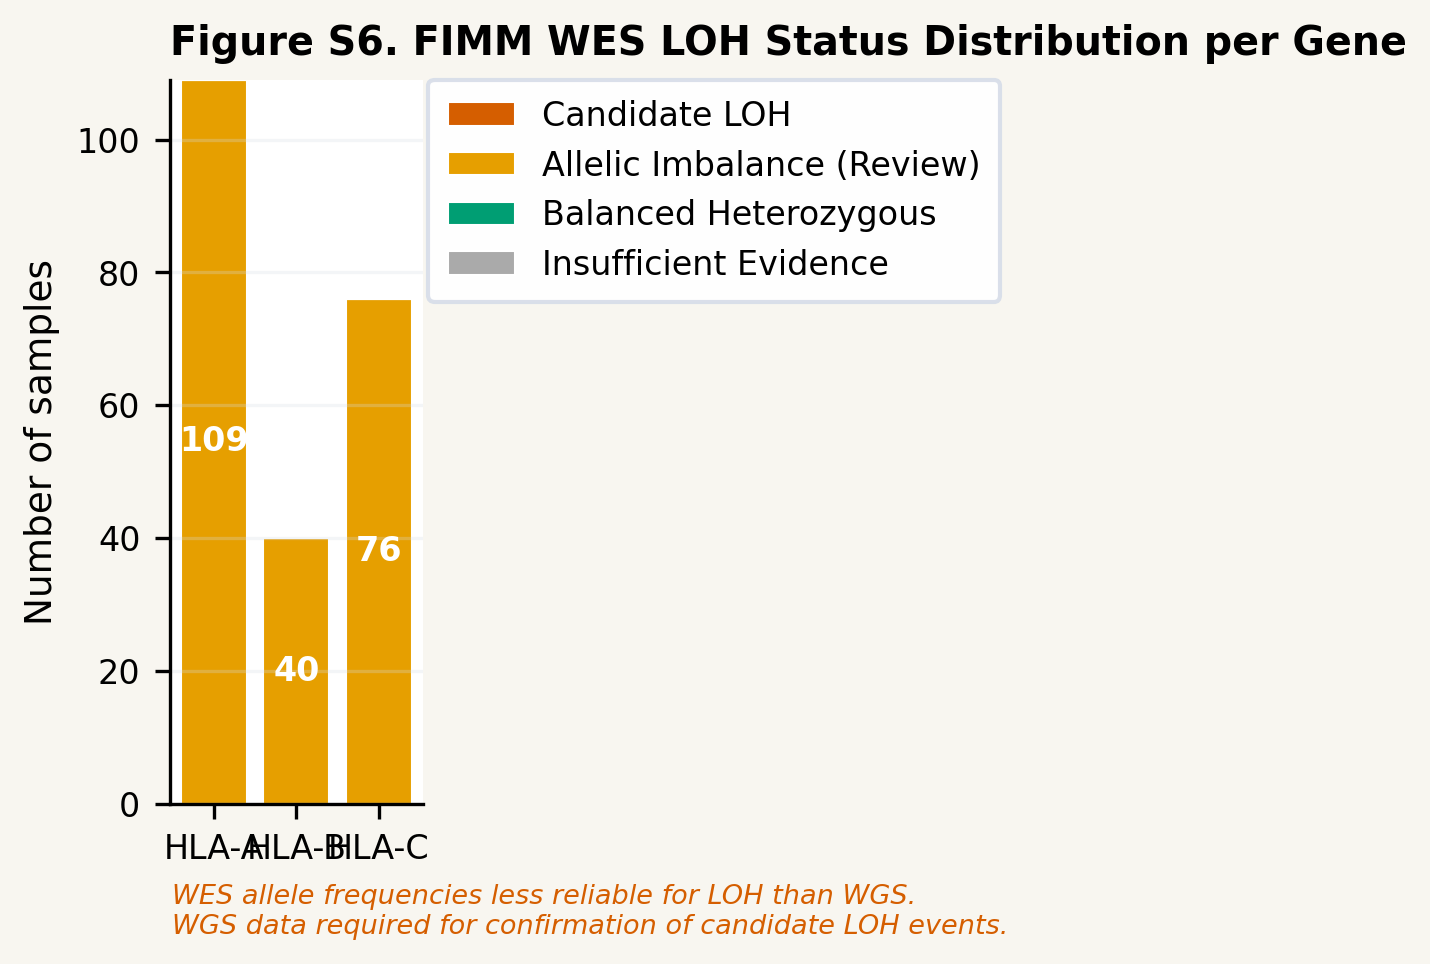 Figure S6. FIMM WES LOH Status Distribution per Gene
Candidate LOH
Allelic Imbalance (Review)
Balanced Heterozygous
Insufficient Evidence
Number of samples
100
80
60
40
20
0
109
40
76
HLA-A HLA-B HLA-C
WES allele frequencies less reliable for LOH than WGS.
WGS data required for confirmation of candidate LOH events.